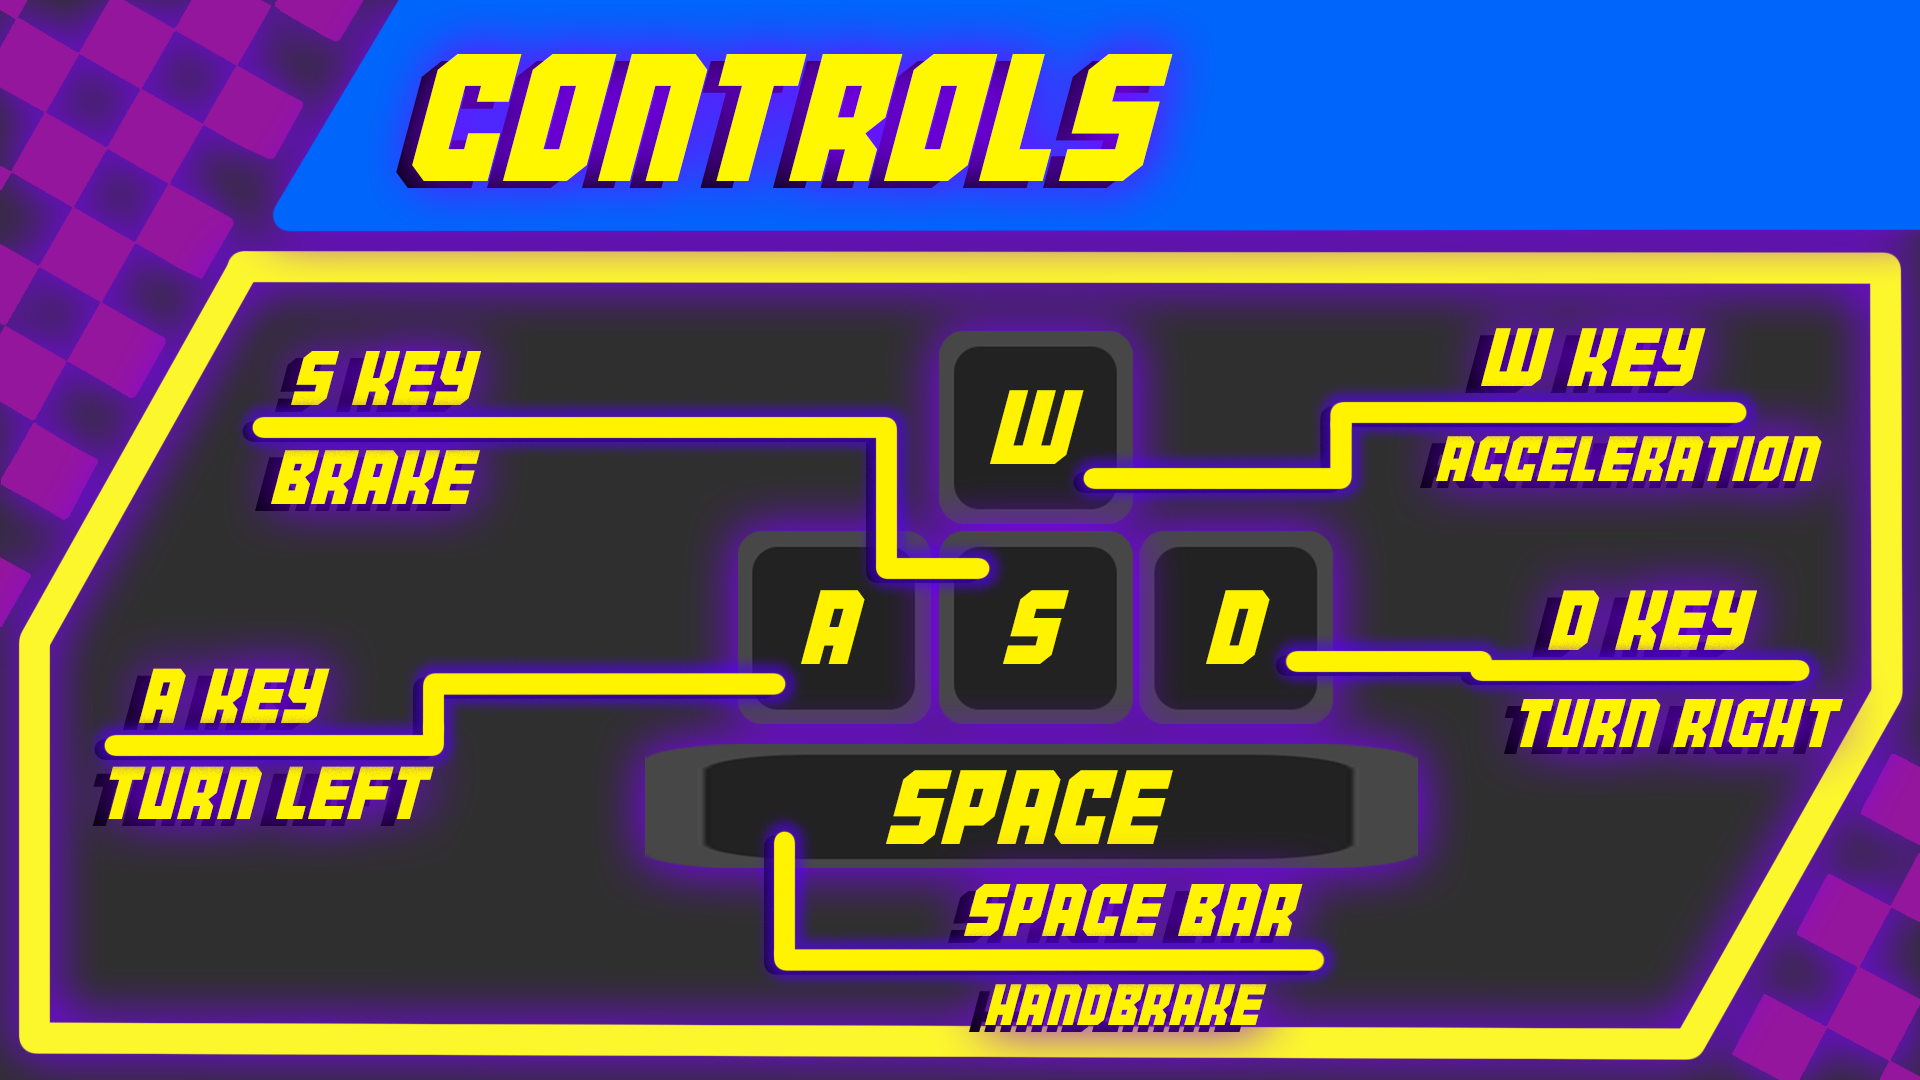 CONTROLS
S KEY
BRAKE
W
W KEY
ACCELERATION
A
S
D
D KEY
TURN RIGHT
A KEY
TURN LEFT
SPACE
SPACE BAR
HANDBRAKE